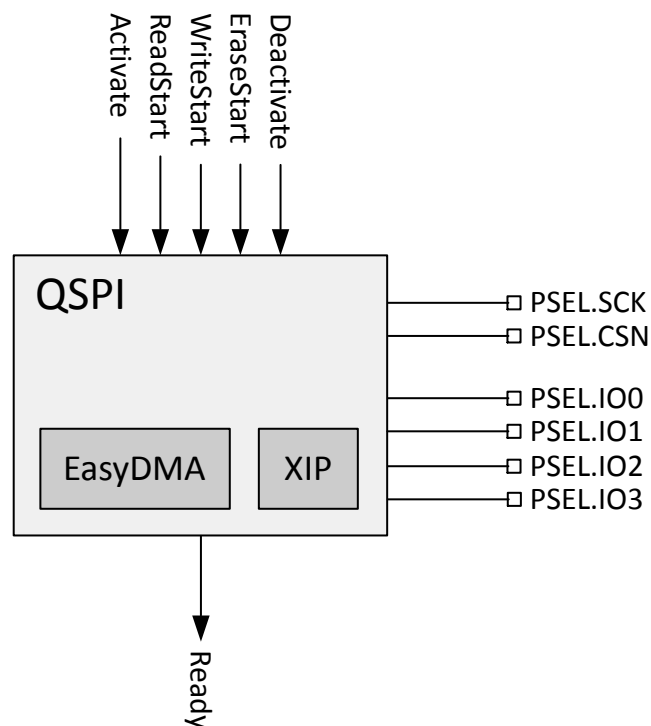 Activate
ReadStart
WriteStart
EraseStart
Deactivate
QSPI
PSEL.SCK
PSEL.CSN
PSEL.IO0
PSEL.IO1
PSEL.IO2
PSEL.IO3
EasyDMA
XIP
Ready